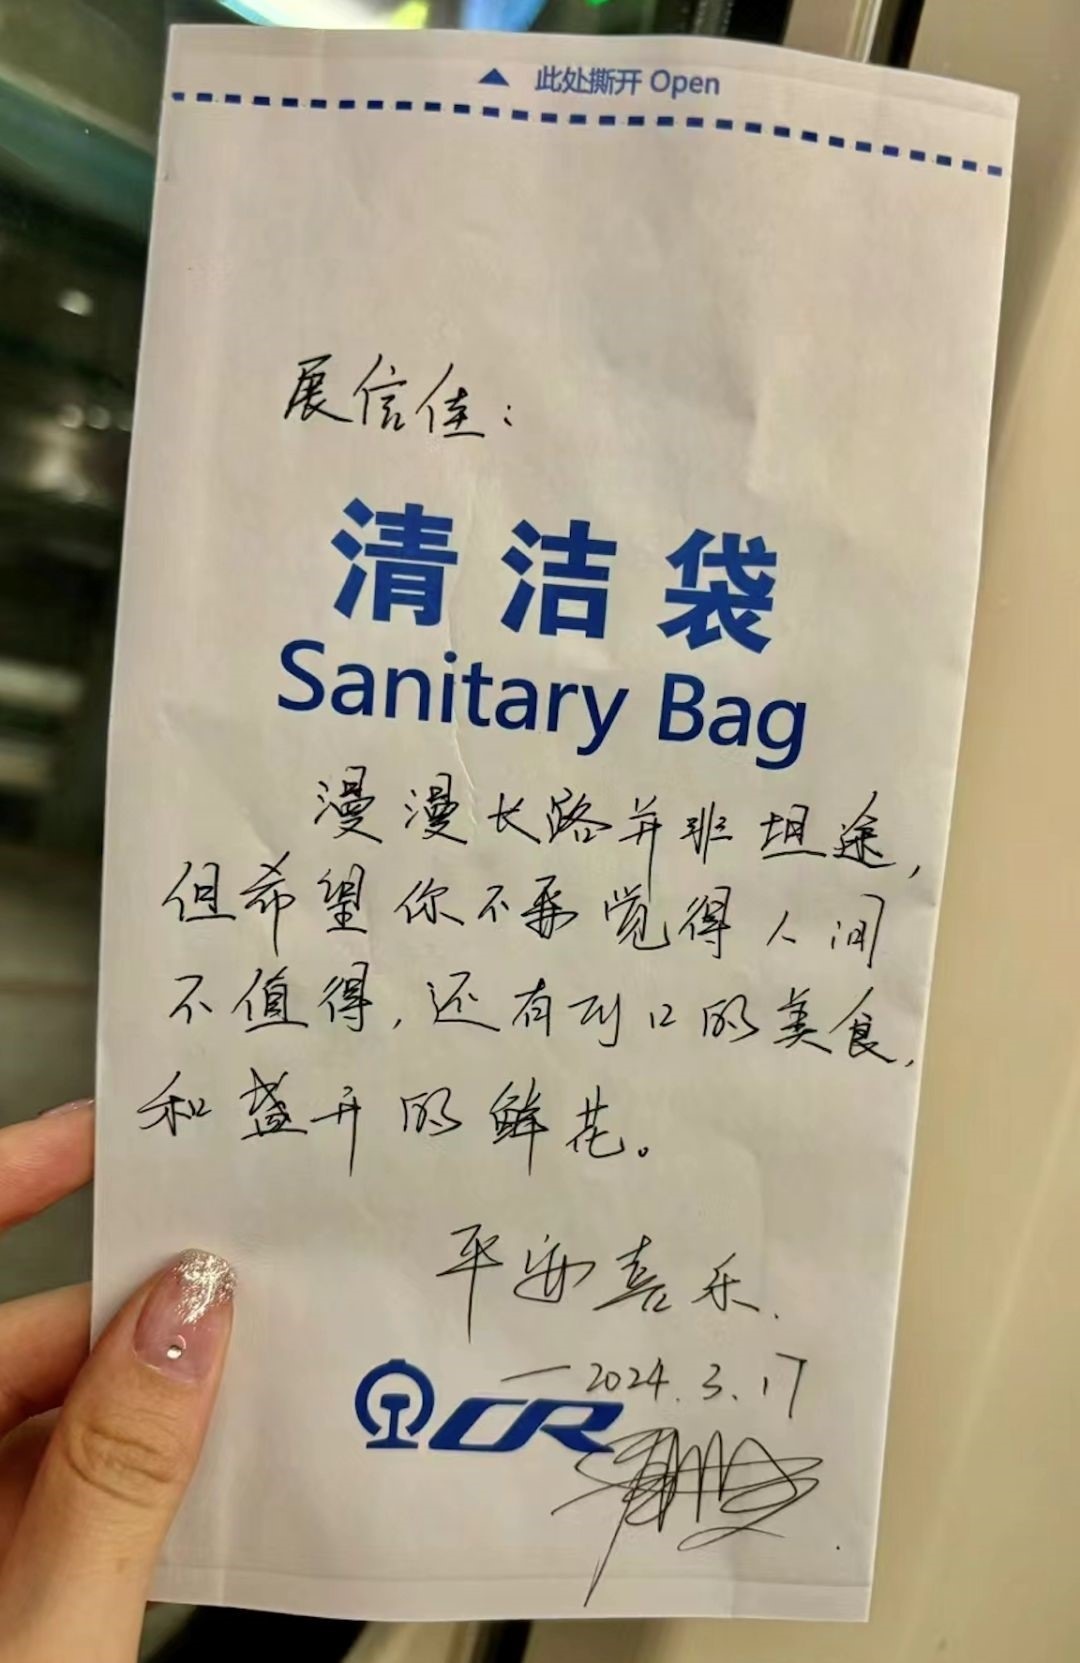 ▲ 此处撕开 Open
展信佳：
清洁袋
Sanitary Bag
漫漫长路并非坦途，
但希望你不要觉得人间
不值得，还有到口的美食，
和盛开的鲜花。
平安喜乐.
—2024.3.17
CR